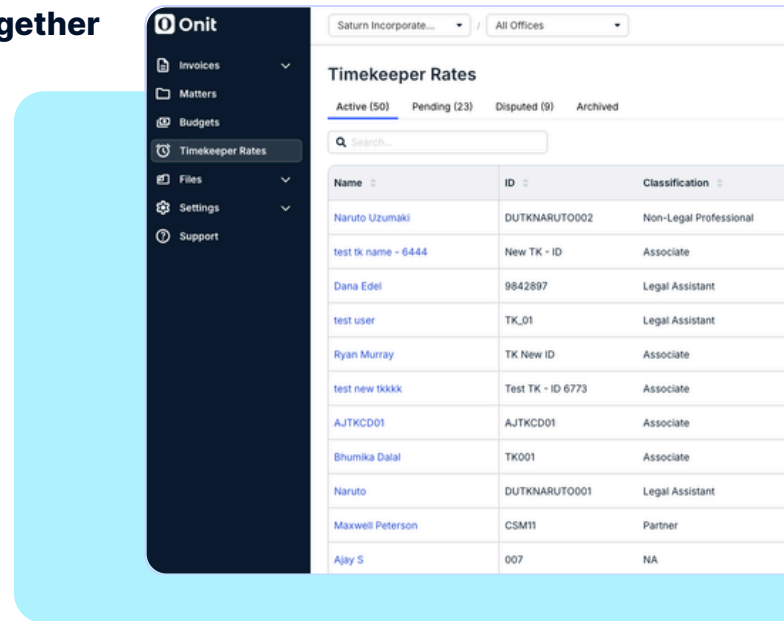 gether
Onit
Saturn Incorporate... / All Offices
Invoices
Matters
Budgets
Timekeeper Rates
Files
Settings
Support
Timekeeper Rates
Active (50) Pending (23) Disputed (9) Archived
Search...
Name ID Classification
Naruto Uzumaki DUTKNARUTO002 Non-Legal Professional
test tk name - 6444 New TK - ID Associate
Dana Edel 9842897 Legal Assistant
test user TK_01 Legal Assistant
Ryan Murray TK New ID Associate
test new tkkkk Test TK - ID 6773 Associate
AJTKCD01 AJTKCD01 Associate
Bhumika Dalal TK001 Associate
Naruto DUTKNARUTO001 Legal Assistant
Maxwell Peterson CSM11 Partner
Ajay S 007 NA